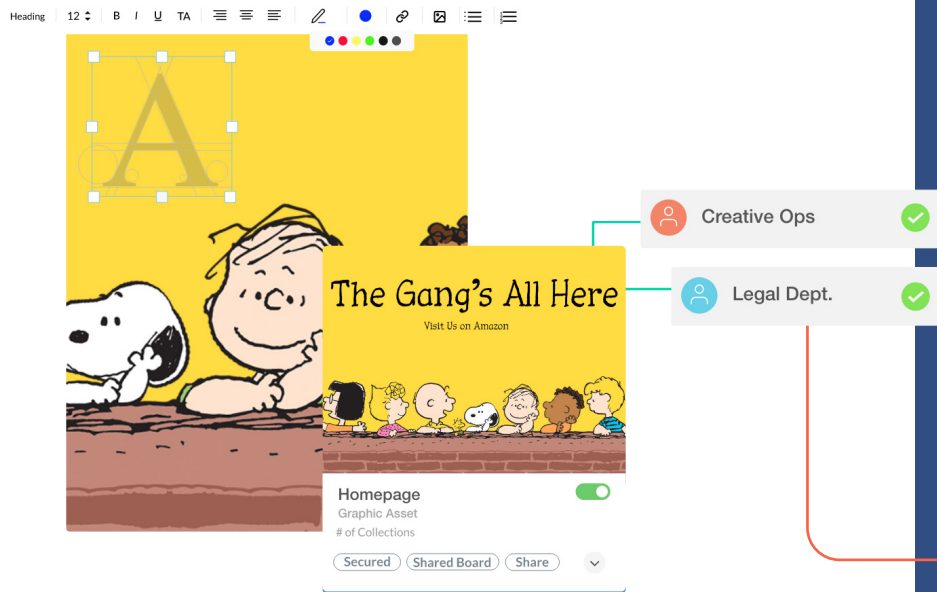 Heading 12 B I U TA
A
The Gang's All Here
Visit Us on Amazon
Creative Ops
Legal Dept.
Homepage
Graphic Asset
# of Collections
Secured Shared Board Share